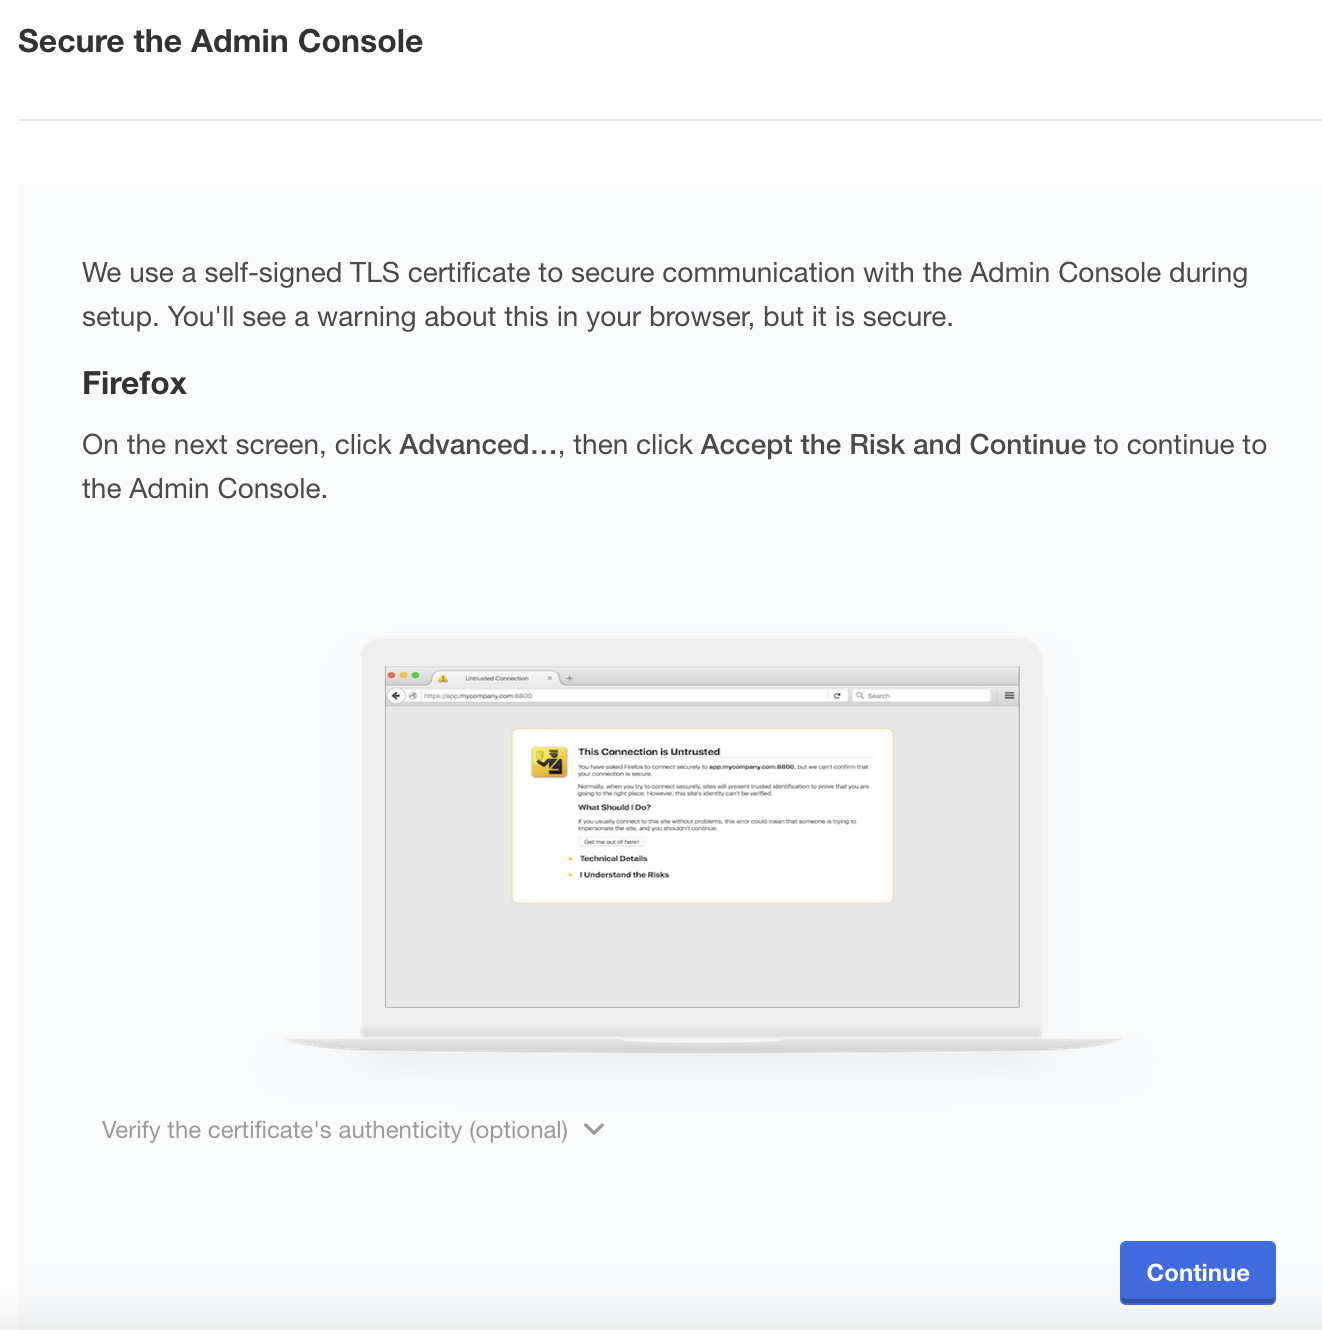 Secure the Admin Console
We use a self-signed TLS certificate to secure communication with the Admin Console during
setup. You'll see a warning about this in your browser, but it is secure.
Firefox
On the next screen, click Advanced..., then click Accept the Risk and Continue to continue to
the Admin Console.
Untrusted Connection
https://app.mycompany.com:8800
Search
This Connection is Untrusted
You have asked Firefox to connect securely to app.mycompany.com:8800, but we can't confirm that
your connection is secure.
Normally, when you try to connect securely, sites will present trusted identification to prove that you are
going to the right place. However, this site's identity can't be verified.
What Should I Do?
If you usually connect to this site without problems, this error could mean that someone is trying to
impersonate the site, and you shouldn't continue.
Get me out of here!
Technical Details
I Understand the Risks
Verify the certificate's authenticity (optional)
Continue